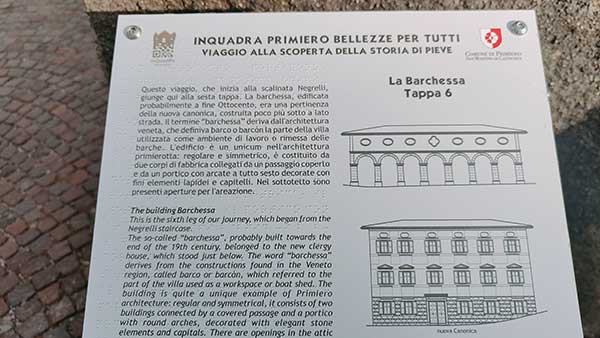 INQUADRA PRIMIERO BELLEZZE PER TUTTI
VIAGGIO ALLA SCOPERTA DELLA STORIA DI PIEVE
COMUNE DI PRIMIERO
SAN MARTINO DI CASTROZZA
Questo viaggio, che inizia alla scalinata Negrelli,
giunge qui alla sesta tappa. La barchessa, edificata
probabilmente a fine Ottocento, era una pertinenza
della nuova canonica, costruita poco più sotto a lato
strada. Il termine “barchessa” deriva dall'architettura
veneta, che definiva barco o barcón la parte della villa
utilizzata come ambiente di lavoro o rimessa delle
barche. L'edificio è un unicum nell'architettura
primierotta: regolare e simmetrico, è costituito da
due corpi di fabbrica collegati da un passaggio coperto
e da un portico con arcate a tutto sesto decorate con
fini elementi lapidei e capitelli. Nel sottotetto sono
presenti aperture per l'areazione.
The building Barchessa
This is the sixth leg of our journey, which began from the
Negrelli staircase.
The so-called “barchessa”, probably built towards the
end of the 19th century, belonged to the new clergy
house, which stood just below. The word “barchessa”
derives from the constructions found in the Veneto
region, called barco or barcón, which referred to the
part of the villa used as a workspace or boat shed. The
building is quite a unique example of Primiero
architecture: regular and symmetrical, it consists of two
buildings connected by a covered passage and a portico
with round arches, decorated with elegant stone
elements and capitals. There are openings in the attic
La Barchessa
Tappa 6
nuova Canonica